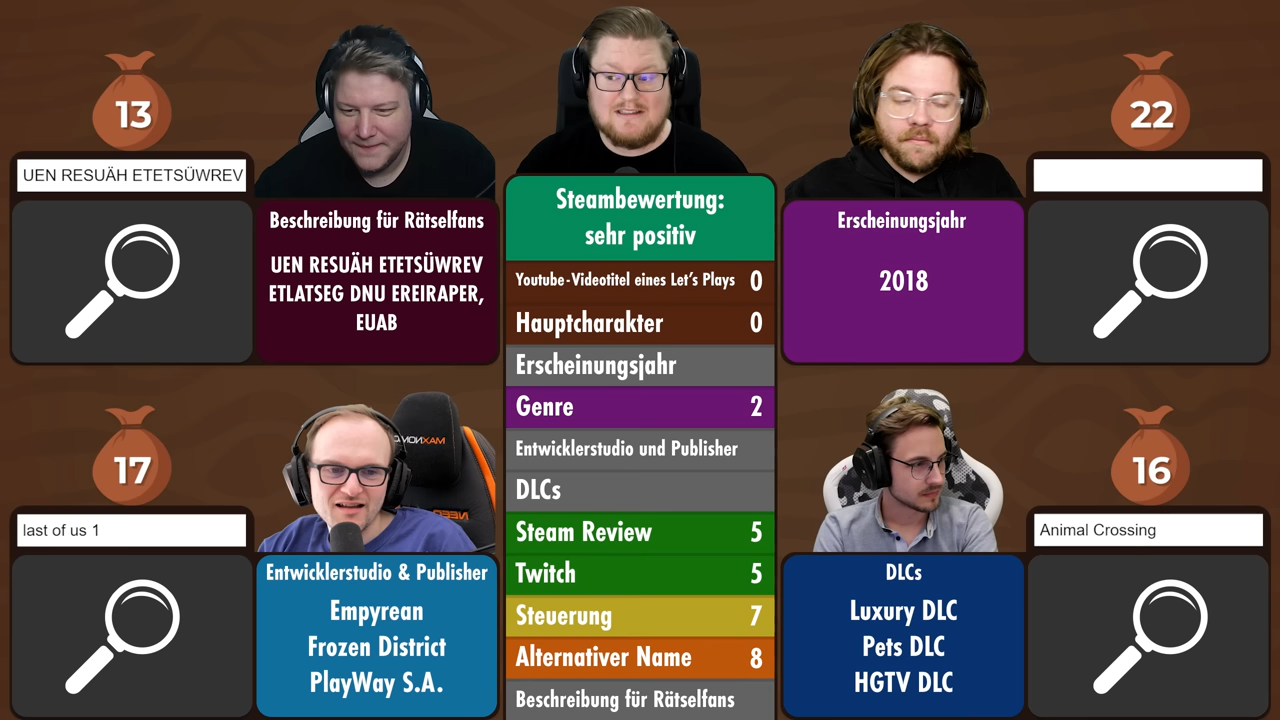 13
UEN RESUÄH ETETSÜWREV
Beschreibung für Rätselfans
UEN RESUÄH ETETSÜWREV
ETLATSEG DNU EREIRAPER,
EUAB
Steambewertung:
sehr positiv
Youtube-Videotitel eines Let's Plays 0
Hauptcharakter 0
Erscheinungsjahr
Genre 2
Entwicklerstudio und Publisher
DLCs
Steam Review 5
Twitch 5
Steuerung 7
Alternativer Name 8
Beschreibung für Rätselfans
Erscheinungsjahr
2018
22
17
last of us 1
Entwicklerstudio & Publisher
Empyrean
Frozen District
PlayWay S.A.
DLCs
Luxury DLC
Pets DLC
HGTV DLC
16
Animal Crossing